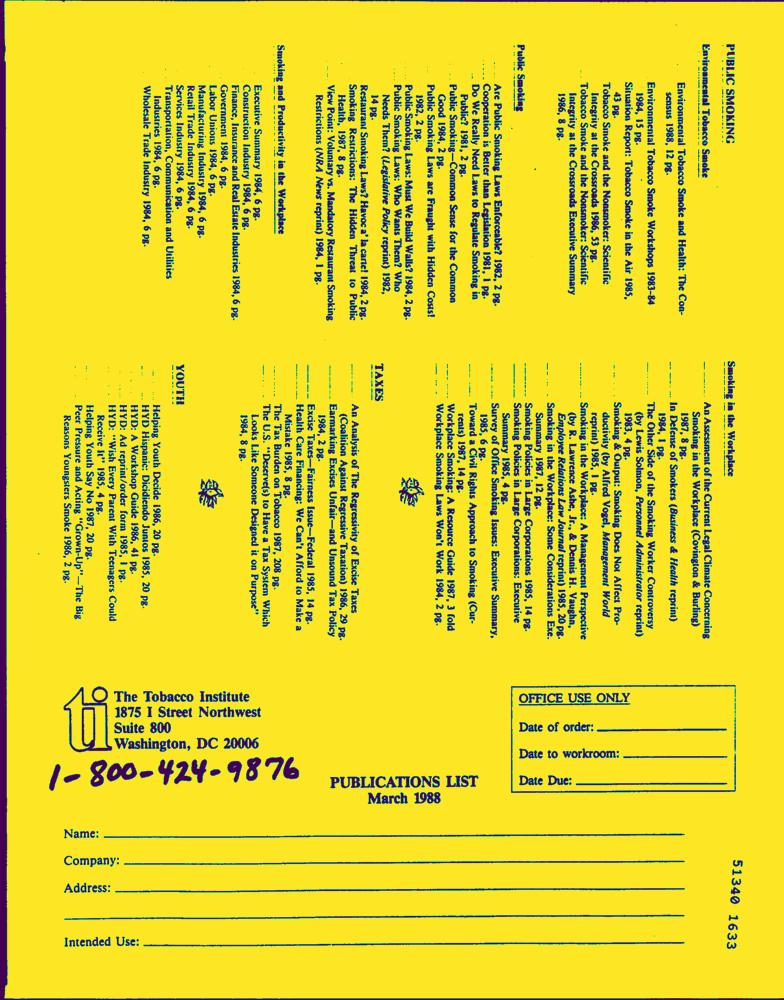 PUBLIC SMOKING
Environmental Tobacco Smoke
Environmental Tobacco Smoke and Health: The Con-
sensus 1988, 12 pg.
Environmental Tobacco Smoke Workshops 1983-84
1984, 15 pg.
Situation Report: Tobacco Smoke in the Air 1985,
43 pg.
Tobacco Smoke and the Nonsmoker: Scientific
Integrity at the Crossroads 1986, 53 pg.
Tobacco Smoke and the Nonsmoker: Scientific
Integrity at the Crossroads Executive Summary
1986, 8 pg.
Public Smoking
Are Public Smoking Laws Enforceable? 1982, 2 pg.
Cooperation is Better than Legislation 1981, 1 pg.
Do We Really Need Laws to Regulate Smoking in
Public? 1981, 2 pg.
Public Smoking—Common Sense for the Common
Good 1984, 2 pg.
Public Smoking Laws are Fraught with Hidden Costs!
1982, 2 pg.
Public Smoking Laws: Must We Build Walls? 1984, 2 pg.
Public Smoking Laws: Who Wants Them? Who
Needs Them? (Legislative Policy reprint) 1982,
14 pg.
Restaurant Smoking Laws? Havoc a' la carte! 1984, 2 pg.
Smoking Restrictions: The Hidden Threat to Public
Health, 1987, 8 pg.
View Point: Voluntary vs. Mandatory Restaurant Smoking
Restrictions (NRA News reprint) 1984, 1 pg.
Smoking and Productivity in the Workplace
Executive Summary 1984, 6 pg.
Construction Industry 1984, 6 pg.
Finance, Insurance and Real Estate Industries 1984, 6 pg.
Government 1984, 6 pg.
Labor Unions 1984, 6 pg.
Manufacturing Industry 1984, 6 pg.
Retail Trade Industry 1984, 6 pg.
Services Industry 1984, 6 pg.
Transportation, Communication and Utilities
Industries 1984, 6 pg.
Wholesale Trade Industry 1984, 6 pg.
Smoking in the Workplace
An Assessment of the Current Legal Climate Concerning
Smoking in the Workplace (Covington & Burling)
1987, 8 pg.
In Defense of Smokers (Business & Health reprint)
1984, 1 pg.
The Other Side of the Smoking Worker Controversy
(by Lewis Solmon, Personnel Administrator reprint)
1983, 4 pg.
Smoking & Output: Smoking Does Not Affect Pro-
ductivity (by Alfred Vogel, Management World
reprint) 1985, 1 pg.
Smoking in the Workplace: A Management Perspective
(by R. Lawrence Ashe, Jr., & Dennis H. Vaughn,
Employee Relations Law Journal reprint) 1985, 20 pg.
Smoking in the Workplace: Some Considerations Exe.
Summary 1987, 12 pg.
Smoking Policies in Large Corporations 1985, 14 pg.
Smoking Policies in Large Corporations: Executive
Summary 1985, 4 pg.
Survey of Office Smoking Issues: Executive Summary,
1985, 6 pg.
Toward a Civil Rights Approach to Smoking (Cur-
rents) 1987, 14 pg.
Workplace Smoking: A Resource Guide 1987, 3 fold
Workplace Smoking Laws Won't Work 1984, 2 pg.
TAXES
An Analysis of The Regressivity of Excise Taxes
(Coalition Against Regressive Taxation) 1986, 29 pg.
Earmarking Excises Unfair—and Unsound Tax Policy
1984, 2 pg.
Excise Taxes—Fairness Issue—Federal 1985, 14 pg.
Health Care Financing: We Can't Afford to Make a
Mistake 1985, 8 pg.
The Tax Burden on Tobacco 1987, 208 pg.
The U.S. "Deserve(s) to Have a Tax System Which
Looks Like Someone Designed it on Purpose"
1984, 8 pg.
YOUTH
Helping Youth Decide 1986, 20 pg.
HYD Hispanic: Dicidendo Juntos 1985, 20 pg.
HYD: A Workshop Guide 1986, 41 pg.
HYD: Ad reprint/order form 1985, 1 pg.
HYD: "Wish Every Parent With Teenagers Could
Receive it" 1985, 4 pg.
Helping Youth Say No 1987, 20 pg.
Peer Pressure and Acting "Grown-Up"—The Big
Reasons Youngsters Smoke 1986, 2 pg.
ti
The Tobacco Institute
1875 I Street Northwest
Suite 800
Washington, DC 20006
1-800-424-9876
PUBLICATIONS LIST
March 1988
OFFICE USE ONLY
Date of order:
Date to workroom:
Date Due:
Name:
Company:
Address:
Intended Use:
51340 1633